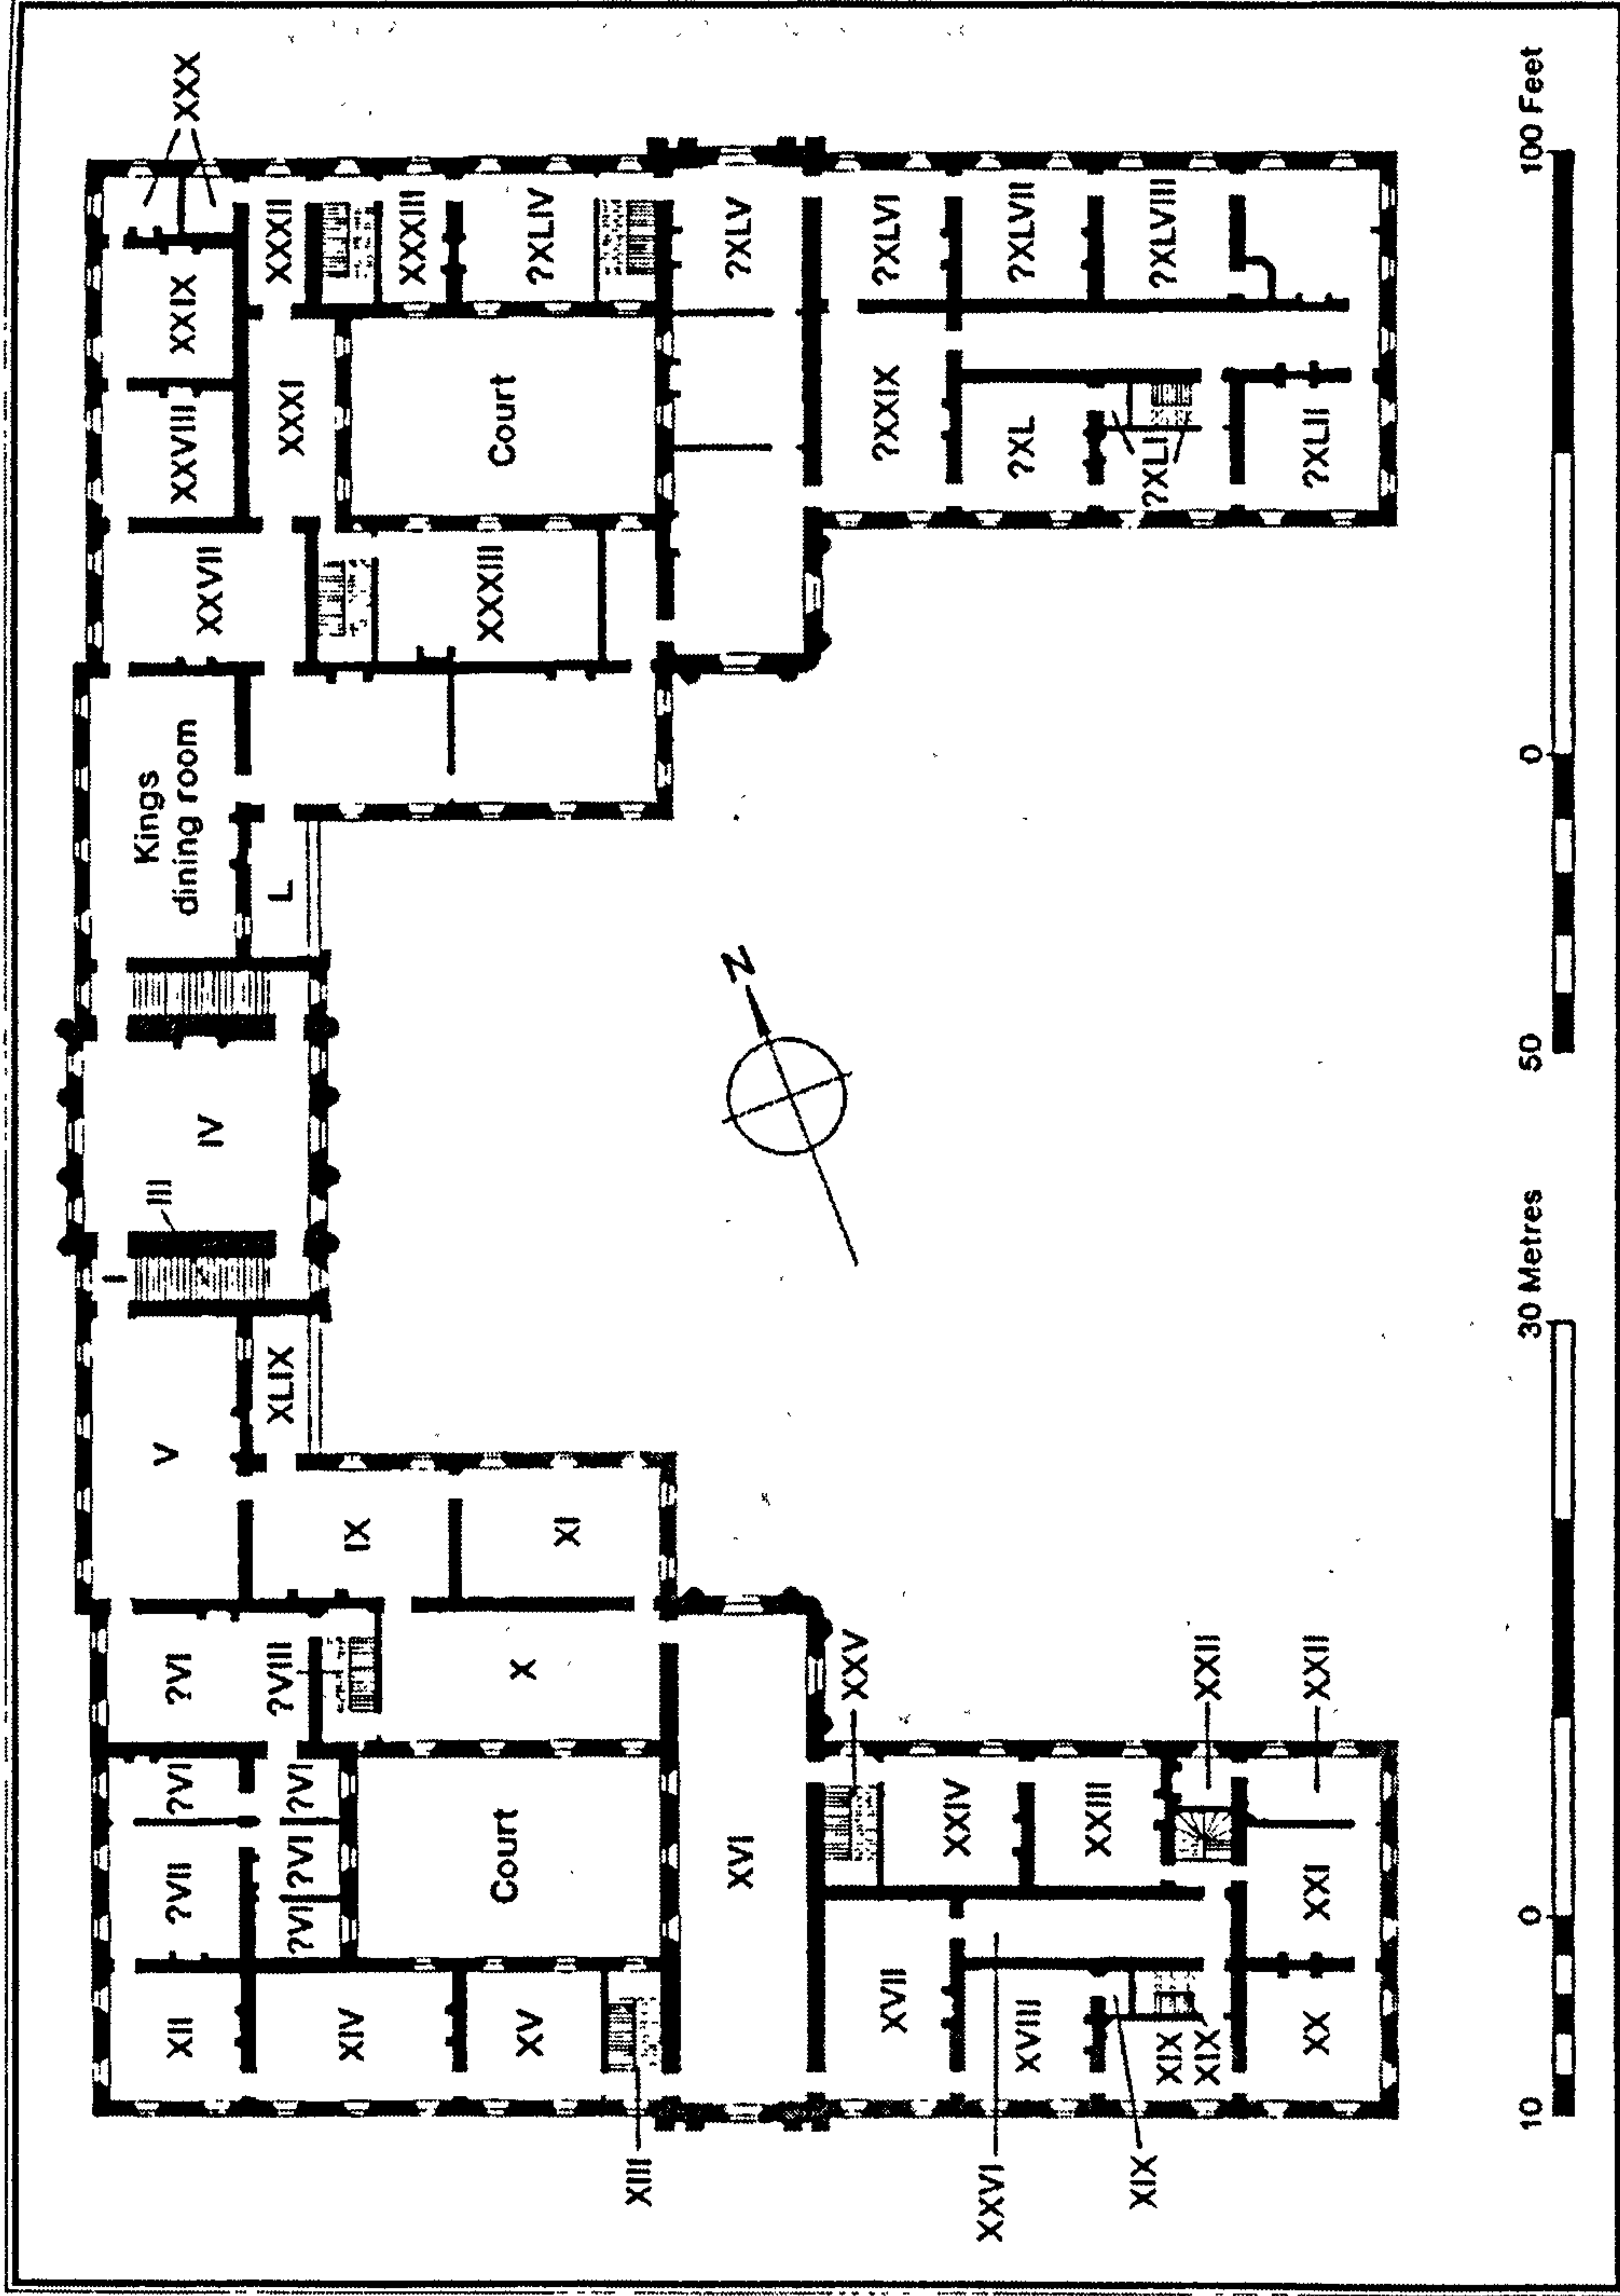 I
Kings
dining room
III
XII
?VII
?VI
?VI
V
IV
XXVII
XXVIII
XXIX
XXX
?VI
?VI
?VI
?VIII
XLIX
L
XXXI
XXXII
XIV
IX
XXXIII
XV
Court
X
XI
XXXIII
Court
?XLIV
XIII
XVI
N
?XLV
XXV
XVII
XXIV
?XXIX
?XLVI
XXVI
XVIII
?XL
?XLVII
XXIII
XIX
XIX
XIX
XXII
?XLI
?XLVIII
XX
XXI
XXII
?XLII
10
0
30 Metres
50
0
100 Feet